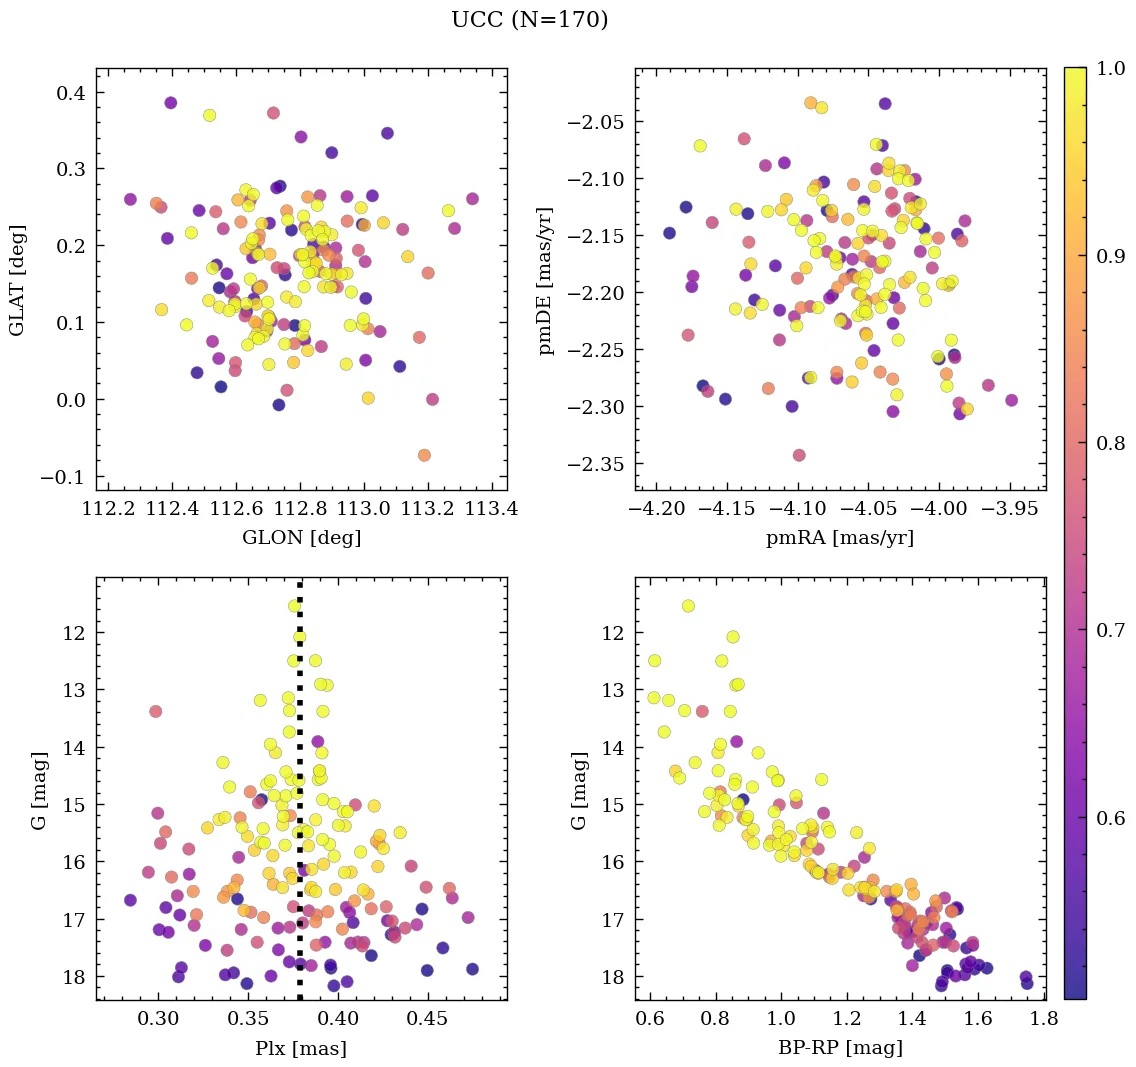 UCC (N=170)
0.4
0.3
0.2
0.1
0.0
−0.1
GLAT [deg]
112.2 112.4 112.6 112.8 113.0 113.2 113.4
GLON [deg]
−2.05
−2.10
−2.15
−2.20
−2.25
−2.30
−2.35
pmDE [mas/yr]
−4.20 −4.15 −4.10 −4.05 −4.00 −3.95
pmRA [mas/yr]
12
13
14
15
16
17
18
G [mag]
0.30 0.35 0.40 0.45
Plx [mas]
12
13
14
15
16
17
18
G [mag]
0.6 0.8 1.0 1.2 1.4 1.6 1.8
BP-RP [mag]
1.0
0.9
0.8
0.7
0.6